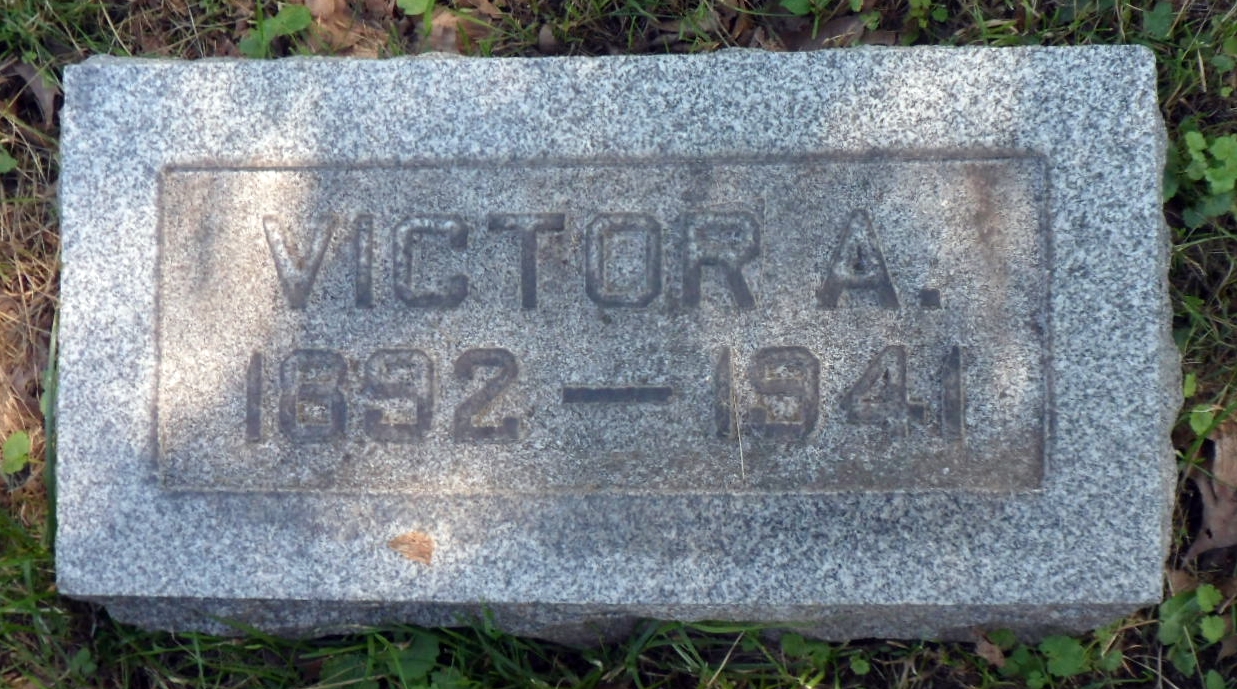 VICTOR A.
1892 — 1941